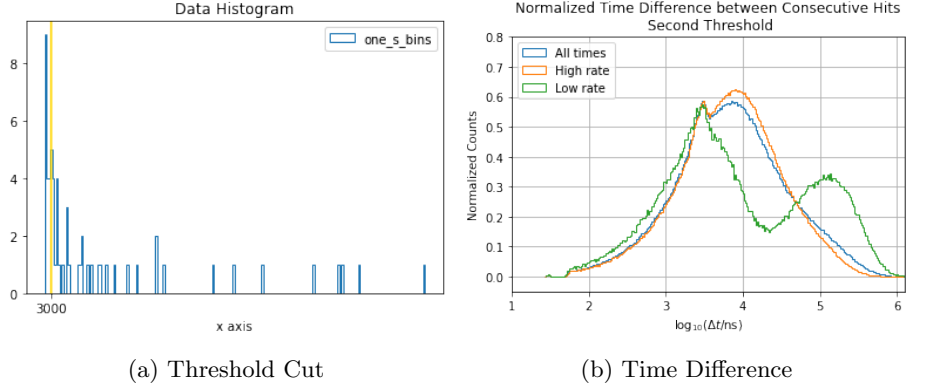 Data Histogram
one_s_bins
8
6
4
2
0
3000
x axis
(a) Threshold Cut
Normalized Time Difference between Consecutive Hits
Second Threshold
All times
High rate
Low rate
Normalized Counts
0.8
0.7
0.6
0.5
0.4
0.3
0.2
0.1
0.0
1 2 3 4 5 6
log₁₀(Δt/ns)
(b) Time Difference